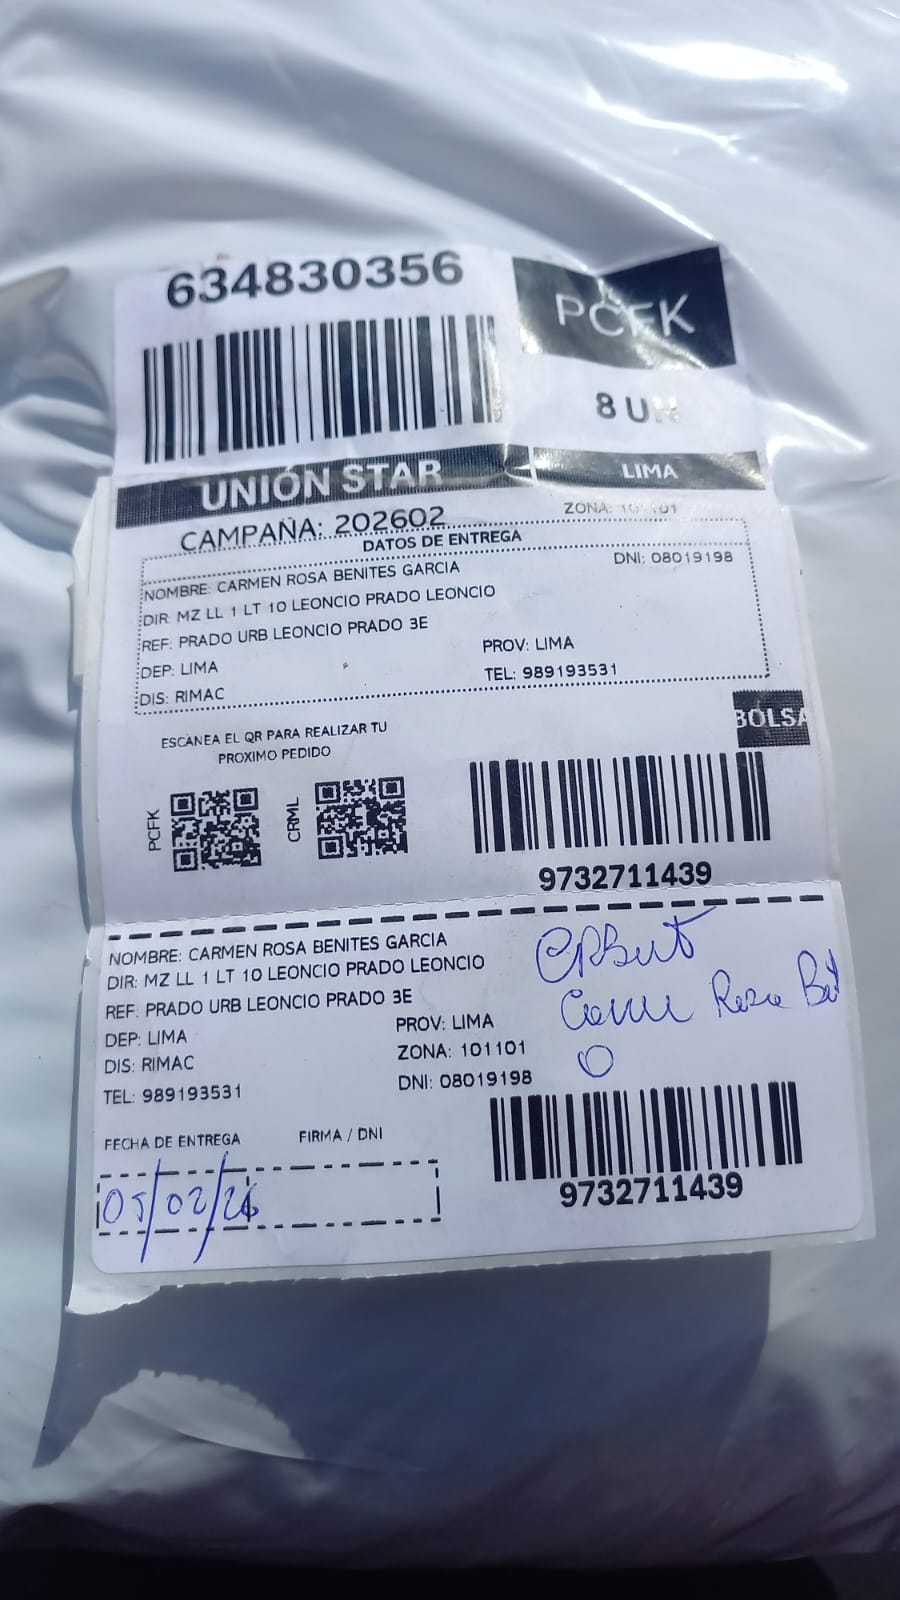 634830356
PCFK
8 U
UNIÓN STAR
LIMA
CAMPAÑA: 202602
ZONA:
DATOS DE ENTREGA
NOMBRE: CARMEN ROSA BENITES GARCIA
DNI: 08019198
DIR: MZ LL 1 LT 10 LEONCIO PRADO LEONCIO
REF: PRADO URB LEONCIO PRADO 3E
DEP: LIMA
PROV: LIMA
DIS: RIMAC
TEL: 989193531
BOLSA
ESCANEA EL QR PARA REALIZAR TU
PROXIMO PEDIDO
PCFK
CRML
9732711439
NOMBRE: CARMEN ROSA BENITES GARCIA
DIR: MZ LL 1 LT 10 LEONCIO PRADO LEONCIO
REF: PRADO URB LEONCIO PRADO 3E
DEP: LIMA
PROV: LIMA
DIS: RIMAC
ZONA: 101101
TEL: 989193531
DNI: 08019198
Rosa
FECHA DE ENTREGA
FIRMA / DNI
05/02/26
9732711439